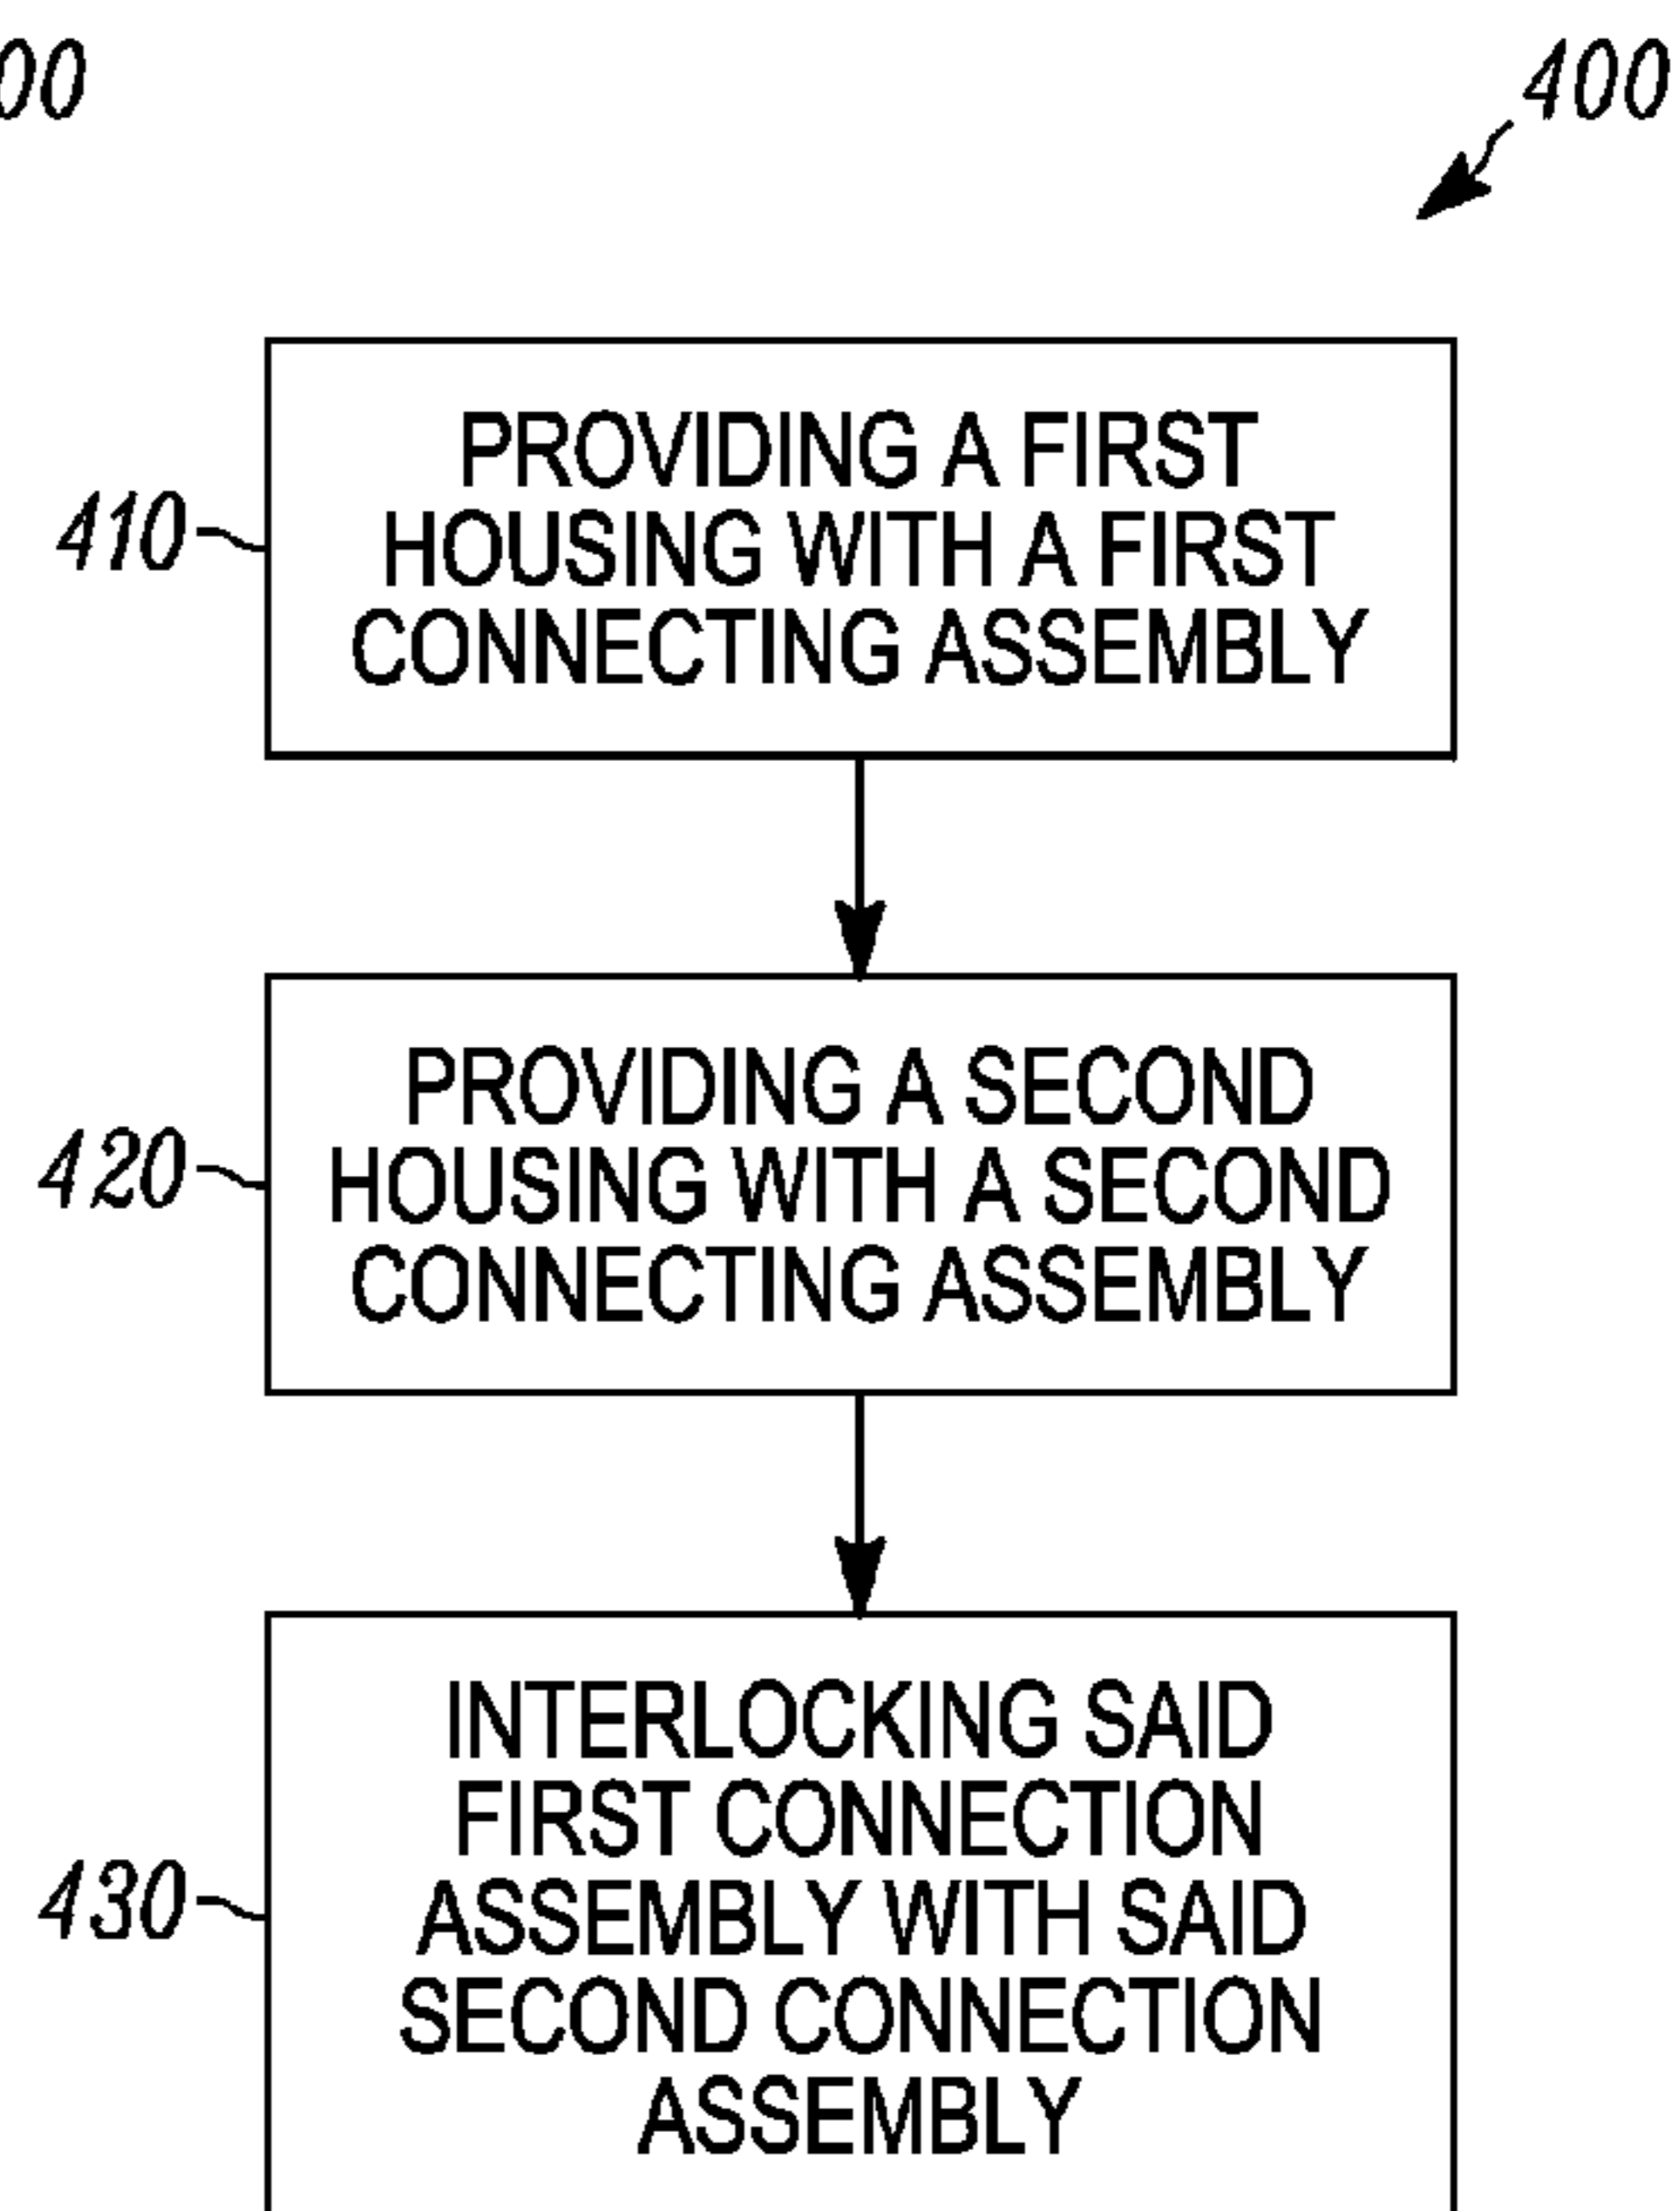 00
400
410
PROVIDING A FIRST
HOUSING WITH A FIRST
CONNECTING ASSEMBLY
420
PROVIDING A SECOND
HOUSING WITH A SECOND
CONNECTING ASSEMBLY
430
INTERLOCKING SAID
FIRST CONNECTION
ASSEMBLY WITH SAID
SECOND CONNECTION
ASSEMBLY